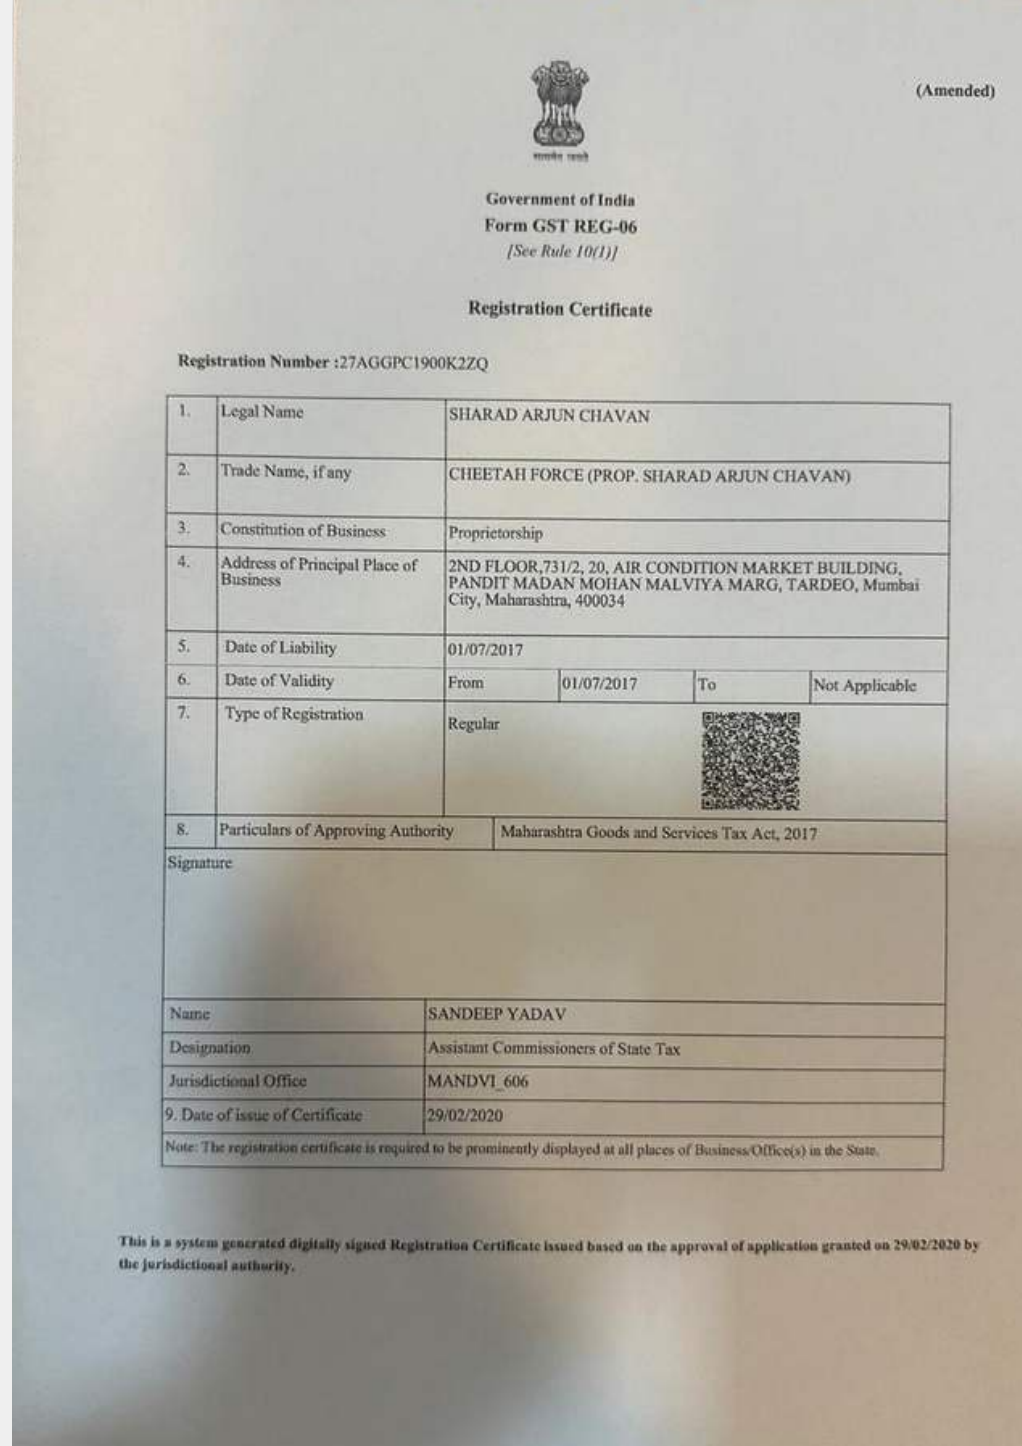 (Amended)
सत्यमेव जयते
Government of India
Form GST REG-06
[See Rule 10(1)]
Registration Certificate
Registration Number :27AGGPC1900K2ZQ
1. Legal Name SHARAD ARJUN CHAVAN
2. Trade Name, if any CHEETAH FORCE (PROP. SHARAD ARJUN CHAVAN)
3. Constitution of Business Proprietorship
4. Address of Principal Place of Business 2ND FLOOR,731/2, 20, AIR CONDITION MARKET BUILDING,
PANDIT MADAN MOHAN MALVIYA MARG, TARDEO, Mumbai
City, Maharashtra, 400034
5. Date of Liability 01/07/2017
6. Date of Validity From 01/07/2017 To Not Applicable
7. Type of Registration Regular
8. Particulars of Approving Authority Maharashtra Goods and Services Tax Act, 2017
Signature
Name SANDEEP YADAV
Designation Assistant Commissioners of State Tax
Jurisdictional Office MANDVI_606
9. Date of issue of Certificate 29/02/2020
Note: The registration certificate is required to be prominently displayed at all places of Business/Office(s) in the State.
This is a system generated digitally signed Registration Certificate issued based on the approval of application granted on 29/02/2020 by
the jurisdictional authority.